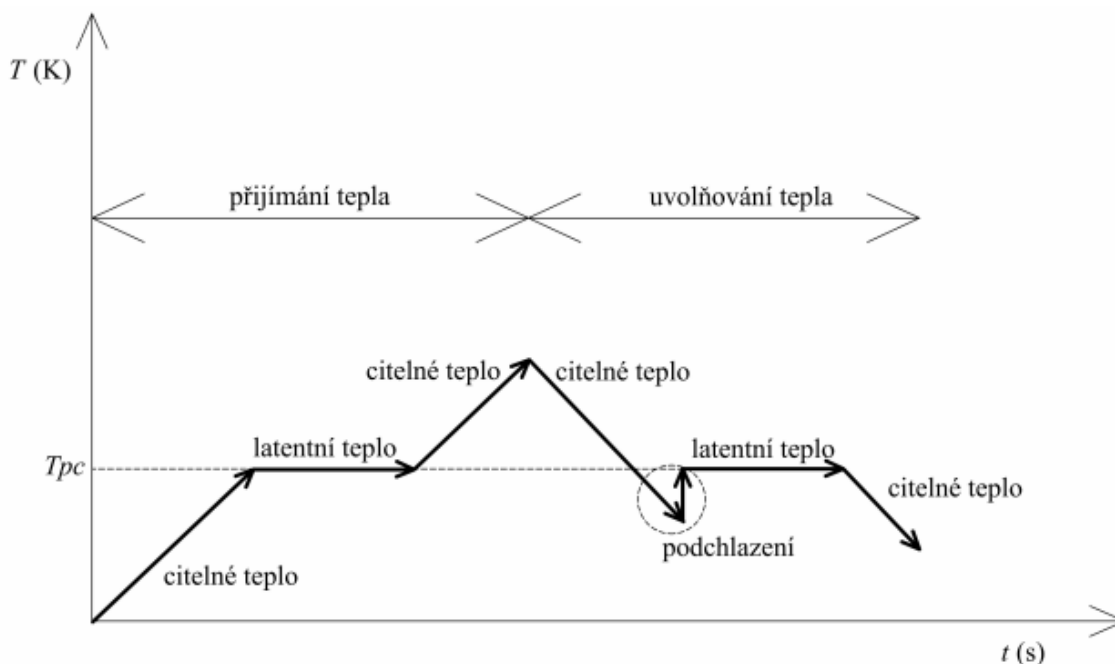 T (K)
přijímání tepla
uvolňování tepla
citelné teplo
citelné teplo
latentní teplo
latentní teplo
Tpc
citelné teplo
podchlazení
citelné teplo
t (s)